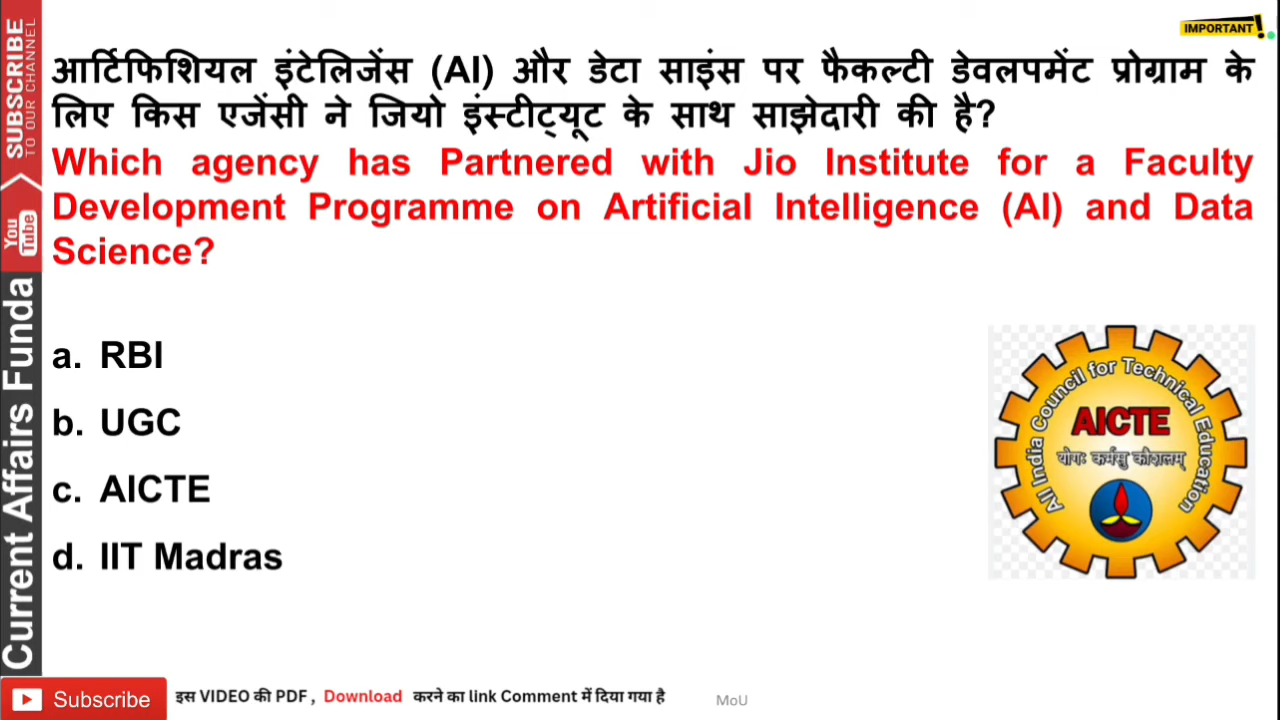 IMPORTANT!
आर्टिफिशियल इंटेलिजेंस (AI) और डेटा साइंस पर फैकल्टी डेवलपमेंट प्रोग्राम के
लिए किस एजेंसी ने जियो इंस्टीट्यूट के साथ साझेदारी की है?
Which agency has Partnered with Jio Institute for a Faculty
Development Programme on Artificial Intelligence (AI) and Data
Science?
a. RBI
b. UGC
c. AICTE
d. IIT Madras
All India Council for Technical Education
AICTE
योगः कर्मसु कौशलम्
SUBSCRIBE
TO OUR CHANNEL
You
Tube
Current Affairs Funda
Subscribe
इस VIDEO की PDF , Download करने का link Comment में दिया गया है
MoU